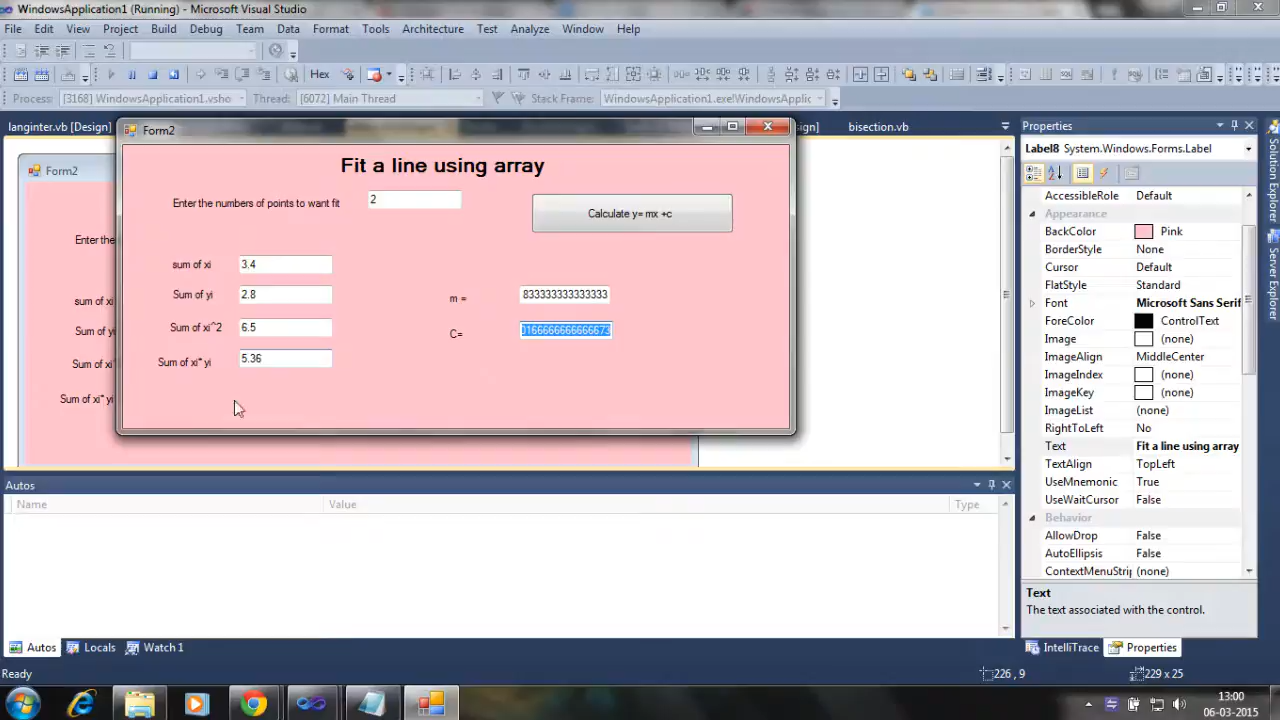 WindowsApplication1 (Running) - Microsoft Visual Studio
File Edit View Project Build Debug Team Data Format Tools Architecture Test Analyze Window Help
Hex
Process: [3168] WindowsApplication1.vsho Thread: [6072] Main Thread Stack Frame: WindowsApplication1.exe!WindowsApplic
langinter.vb [Design] sign] bisection.vb
Properties
Form2
Form2
Label8 System.Windows.Forms.Label
Fit a line using array
Enter the numbers of points to want fit 2
Calculate y= mx +c
Enter the
sum of xi 3.4
Sum of yi 2.8
m = 833333333333333
Sum of xi^2 6.5
C= 0166666666666673
Sum of xi* yi 5.36
sum of xi
Sum of yi
Sum of xi^
Sum of xi* yi
AccessibleRole Default
Appearance
BackColor Pink
BorderStyle None
Cursor Default
FlatStyle Standard
Font Microsoft Sans Serif
ForeColor ControlText
Image (none)
ImageAlign MiddleCenter
ImageIndex (none)
ImageKey (none)
ImageList (none)
RightToLeft No
Text Fit a line using array
TextAlign TopLeft
UseMnemonic True
UseWaitCursor False
Behavior
AllowDrop False
AutoEllipsis False
ContextMenuStrip (none)
Text
The text associated with the control.
Solution Explorer
Server Explorer
Autos
Name Value Type
Autos Locals Watch 1
IntelliTrace Properties
Ready
226 , 9
229 x 25
13:00
06-03-2015